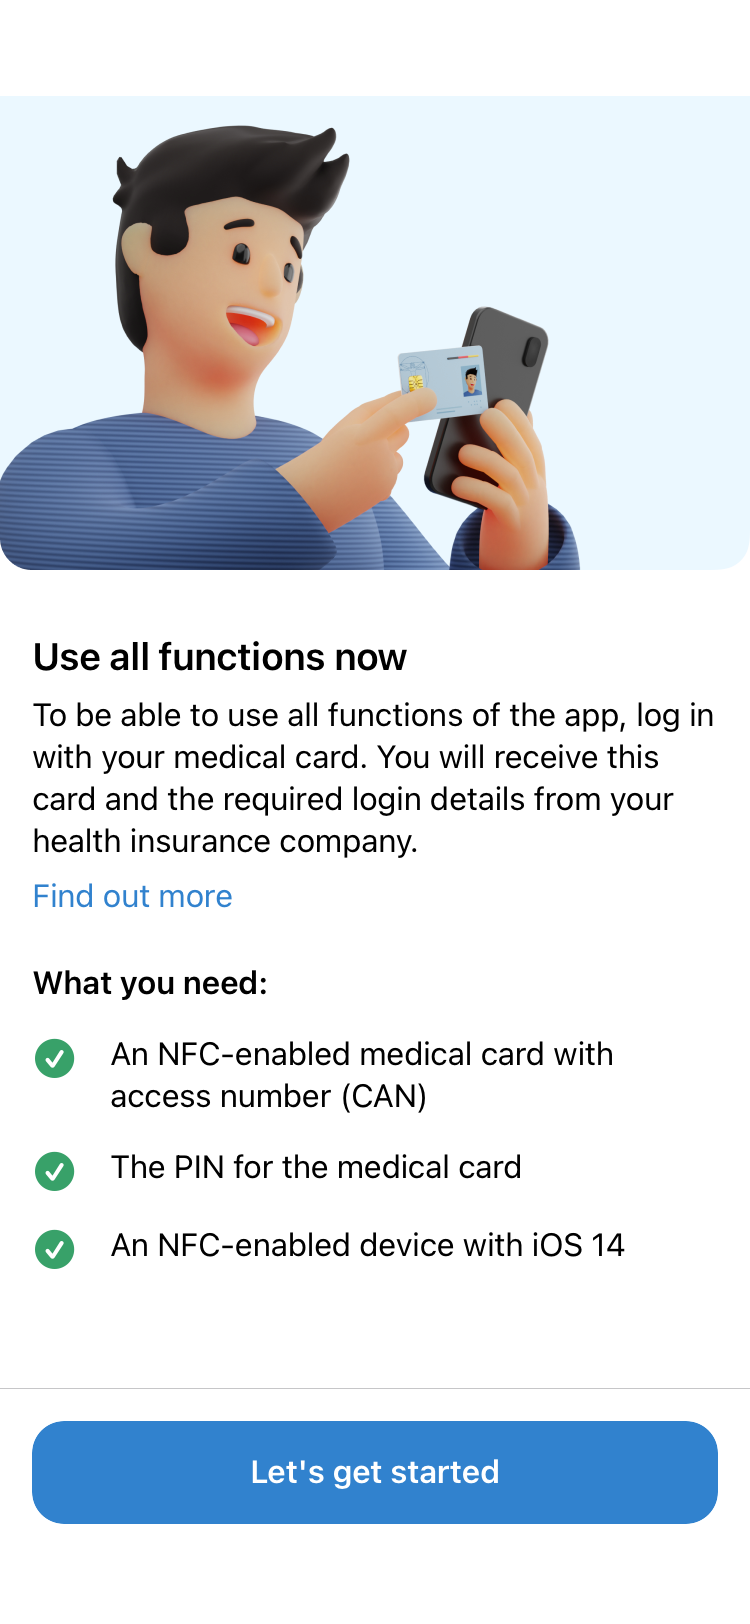 Use all functions now
To be able to use all functions of the app, log in
with your medical card. You will receive this
card and the required login details from your
health insurance company.
Find out more
What you need:
An NFC-enabled medical card with
access number (CAN)
The PIN for the medical card
An NFC-enabled device with iOS 14
Let's get started